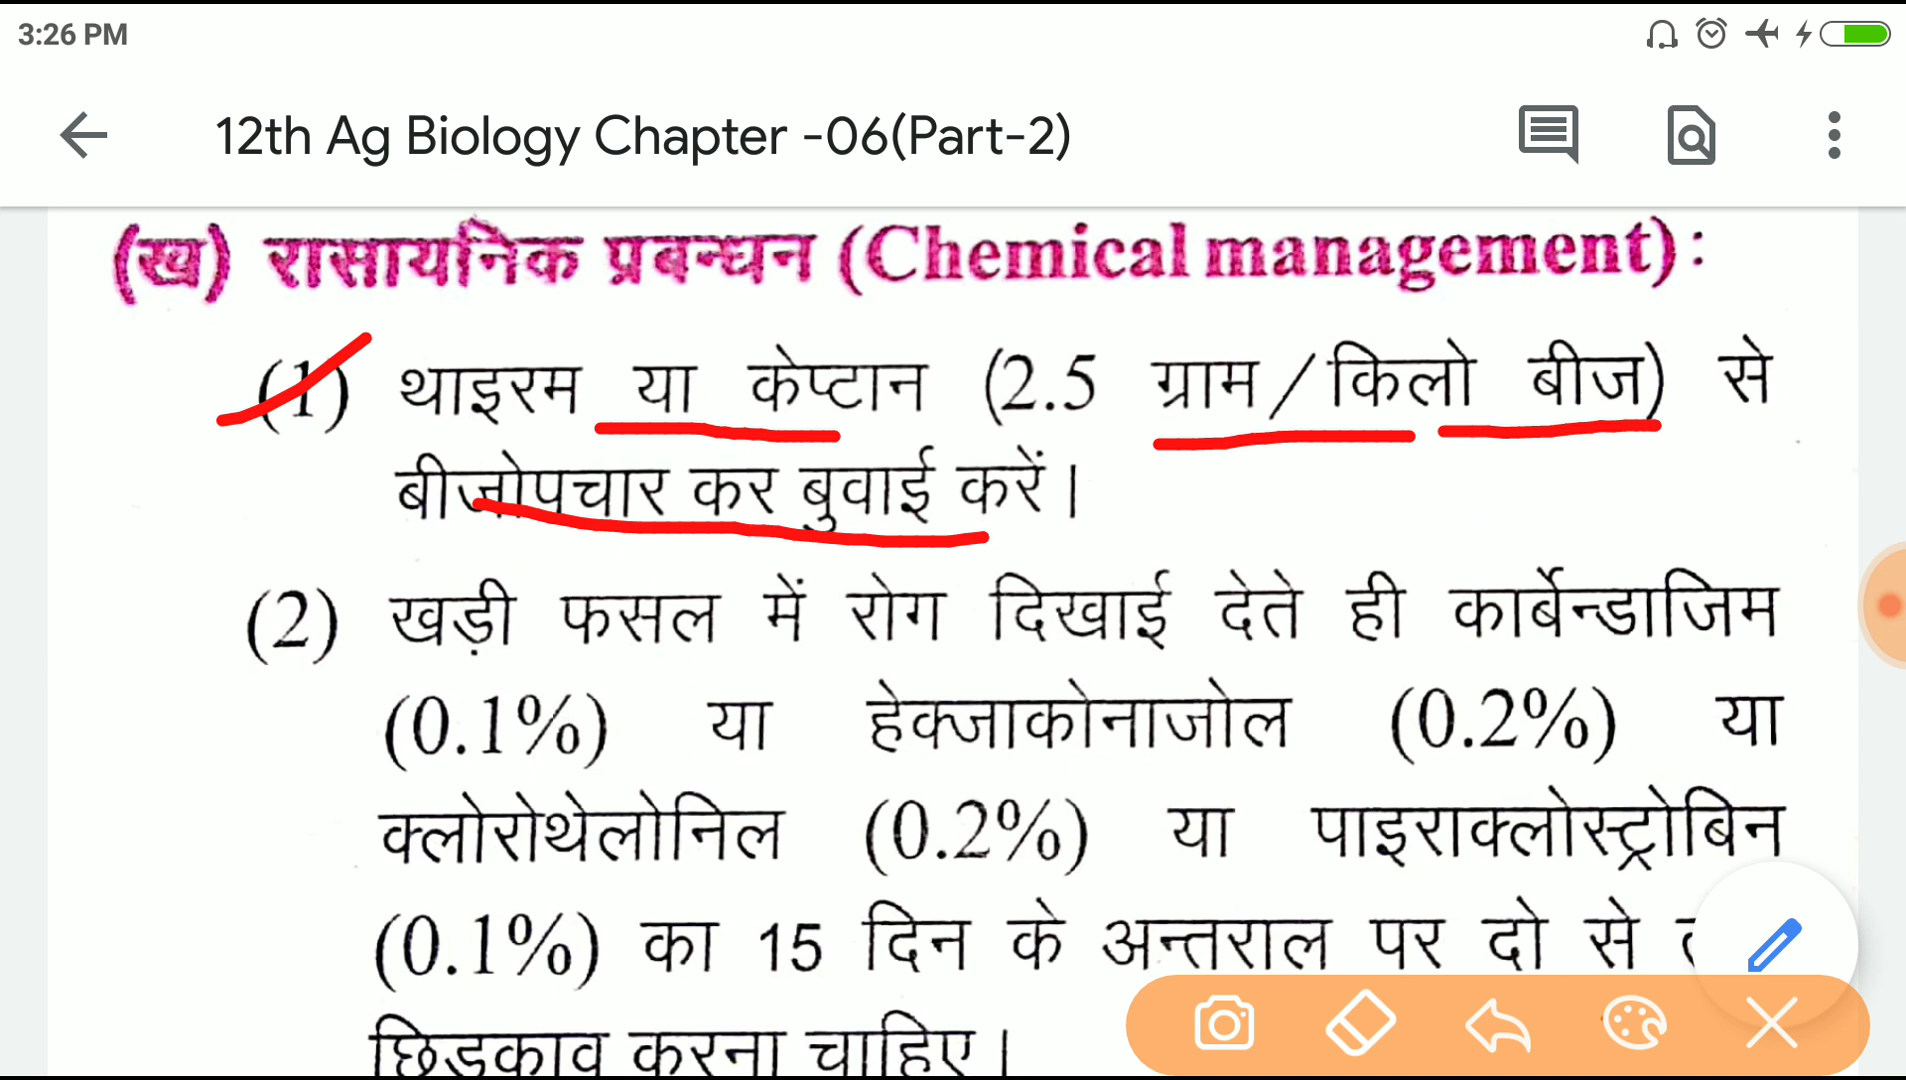 3:26 PM
12th Ag Biology Chapter -06(Part-2)
(ख) रासायनिक प्रबन्धन (Chemical management) :
(1) थाइरम या केप्टान (2.5 ग्राम/किलो बीज) से
बीजोपचार कर बुवाई करें।
(2) खड़ी फसल में रोग दिखाई देते ही कार्बेन्डाजिम
(0.1%) या हेक्जाकोनाजोल (0.2%) या
क्लोरोथेलोनिल (0.2%) या पाइराक्लोस्ट्रोबिन
(0.1%) का 15 दिन के अन्तराल पर दो से
छिड़काव करना चाहिए।